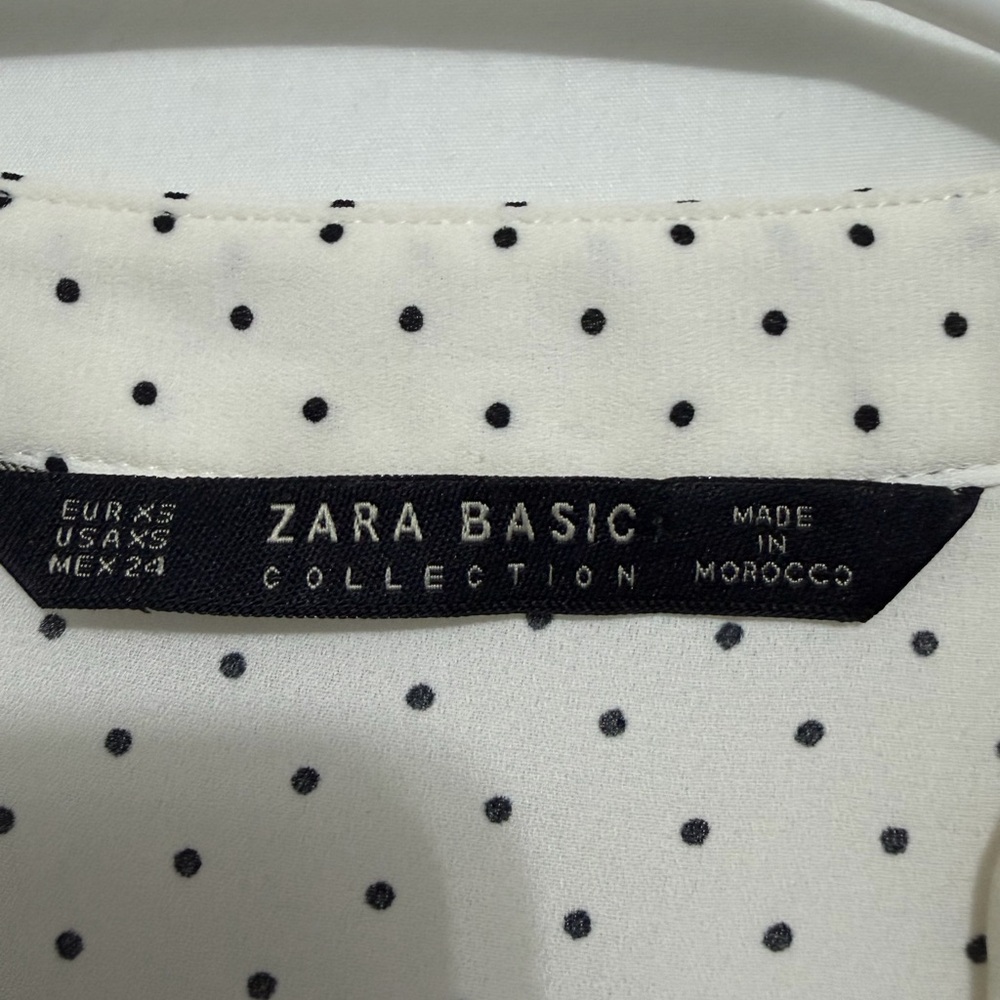 EUR XS
USA XS
MEX 24
ZARA BASIC
COLLECTION
MADE
IN
MOROCCO